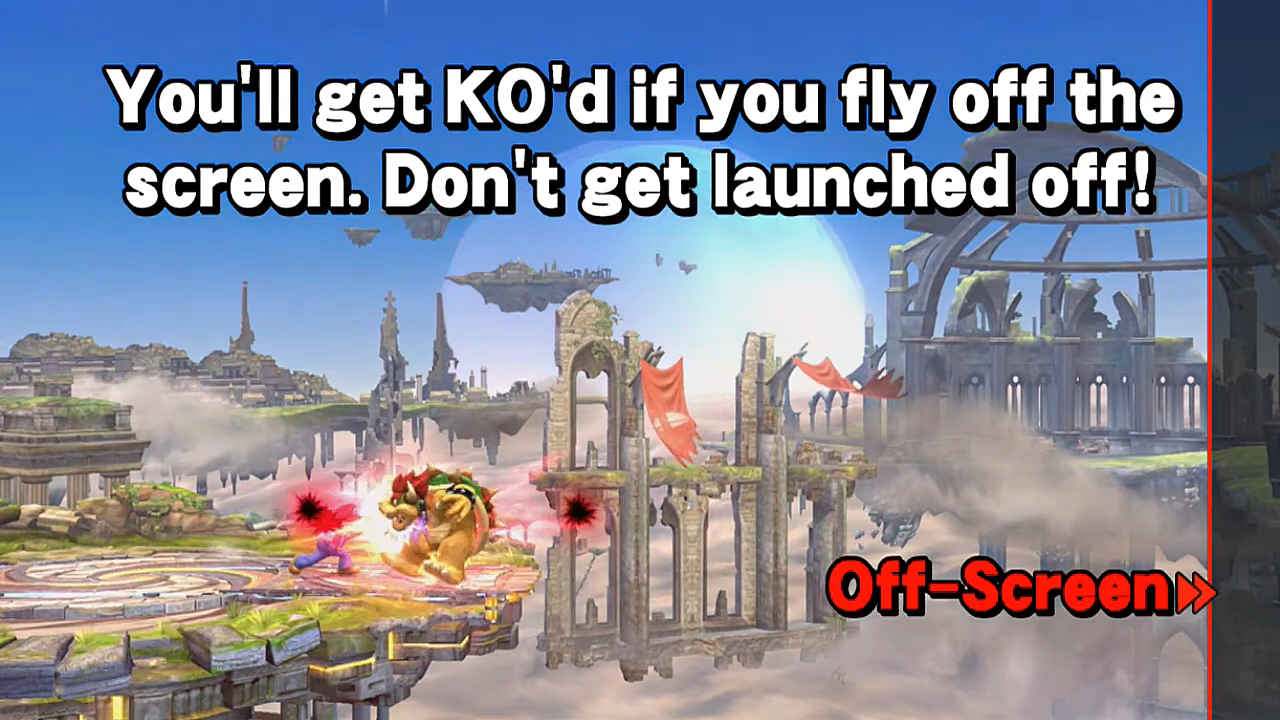 You'll get KO'd if you fly off the
screen. Don't get launched off!
Off-Screen